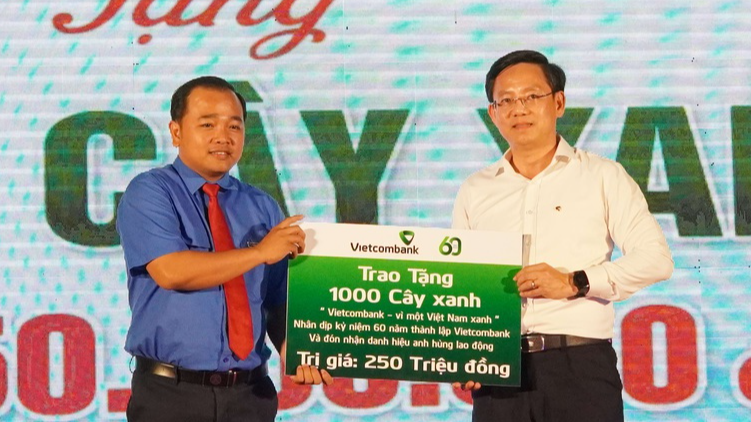 Tặng
CÂY XA
Vietcombank 60
Trao Tặng
1000 Cây xanh
" Vietcombank – vì một Việt Nam xanh "
Nhân dịp kỷ niệm 60 năm thành lập Vietcombank
Và đón nhận danh hiệu anh hùng lao động
Trị giá: 250 Triệu đồng